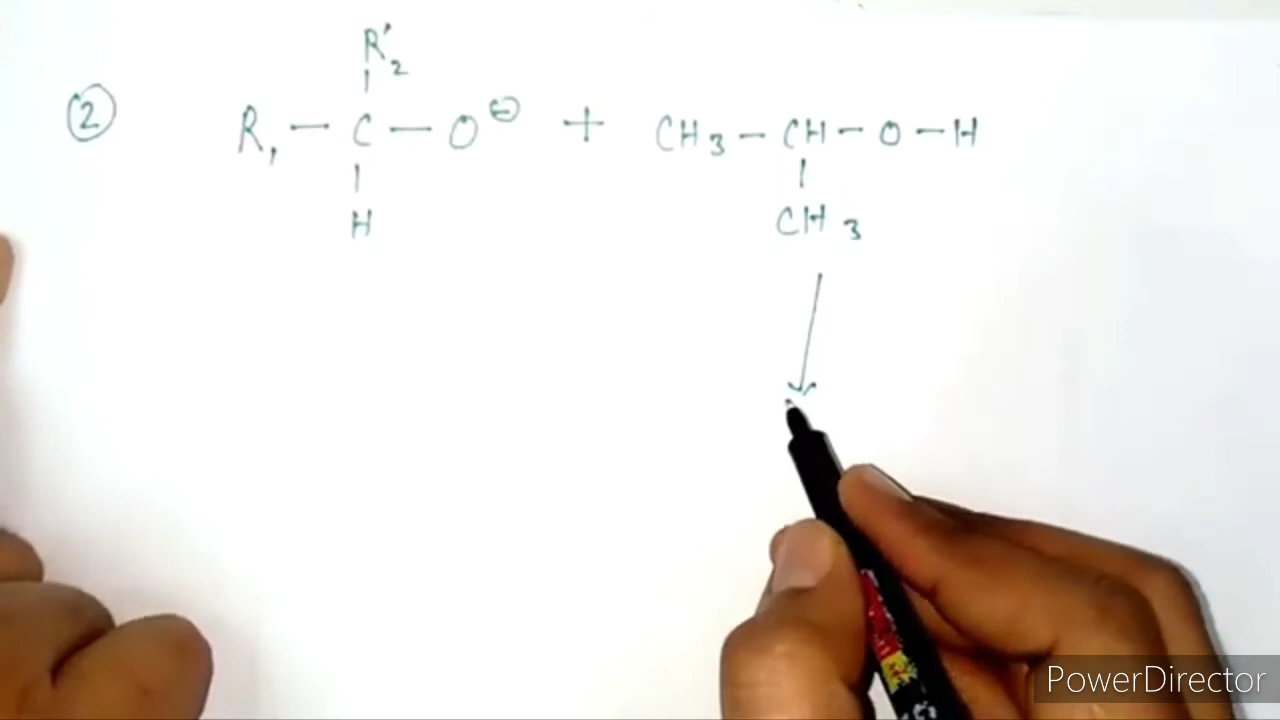 R'₂
|
② R₁ — C — O⊖ + CH₃ — CH — O — H
| |
H CH₃
PowerDirector